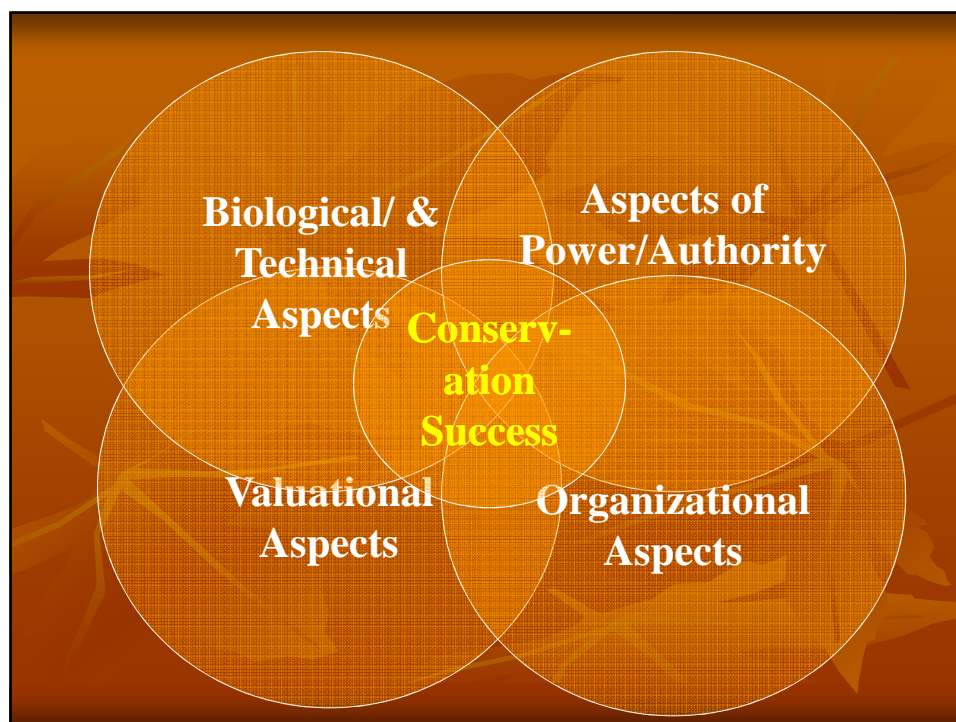 Biological/ &
Technical
Aspects
Aspects of
Power/Authority
Conserv-
ation
Success
Valuational
Aspects
Organizational
Aspects